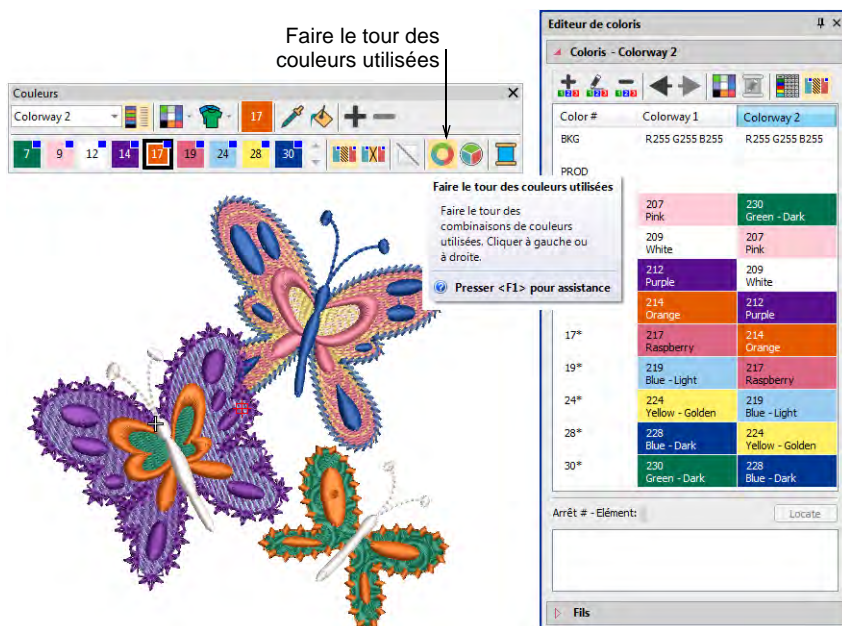 Faire le tour des
couleurs utilisées
Couleurs
Colorway 2
17
7 9 12 14 17 19 24 28 30
Faire le tour des couleurs utilisées
Faire le tour des
combinaisons de couleurs
utilisées. Cliquer à gauche ou
à droite.
Presser <F1> pour assistance
Editeur de coloris
Coloris - Colorway 2
Color # Colorway 1 Colorway 2
BKG R255 G255 B255 R255 G255 B255
PROD
207 230
Pink Green - Dark
209 207
White Pink
212 209
Purple White
214 212
Orange Purple
17* 217 214
Raspberry Orange
19* 219 217
Blue - Light Raspberry
24* 224 219
Yellow - Golden Blue - Light
28* 228 224
Blue - Dark Yellow - Golden
30* 230 228
Green - Dark Blue - Dark
Arrêt # - Elément:
Locate
Fils